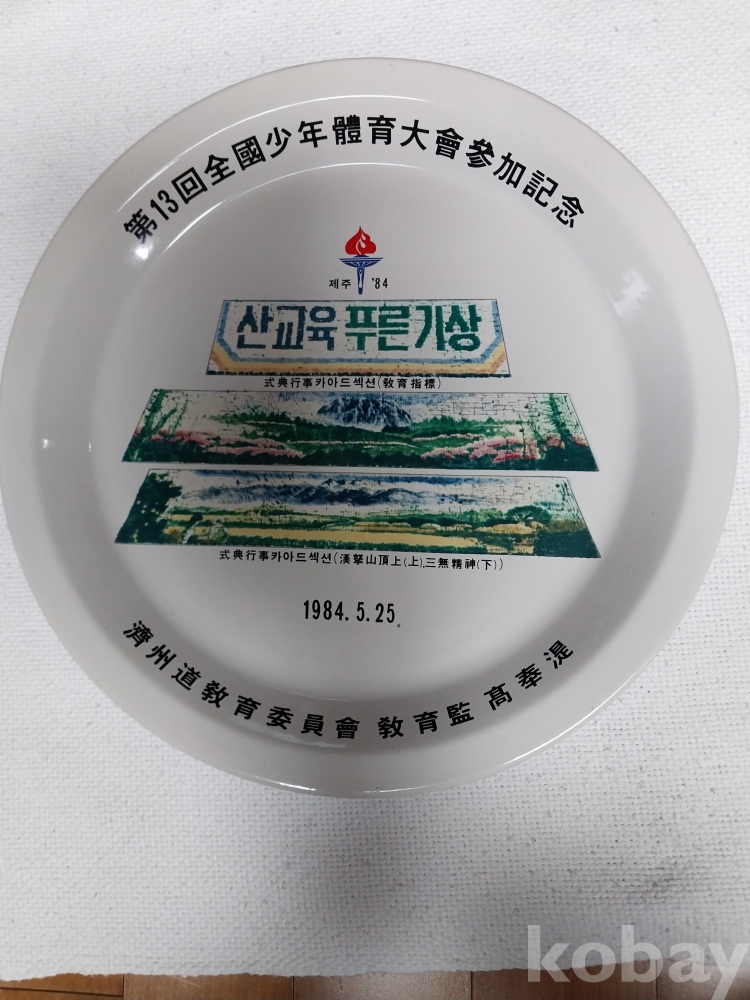 第13回全國少年體育大會參加記念
제주 '84
산교육 푸른기상
式典行事카아드섹션(敎育指標)
式典行事카아드섹션(漢拏山頂上(上),三無精神(下))
1984. 5. 25.
濟州道敎育委員會 敎育監 髙奉湜
kobay